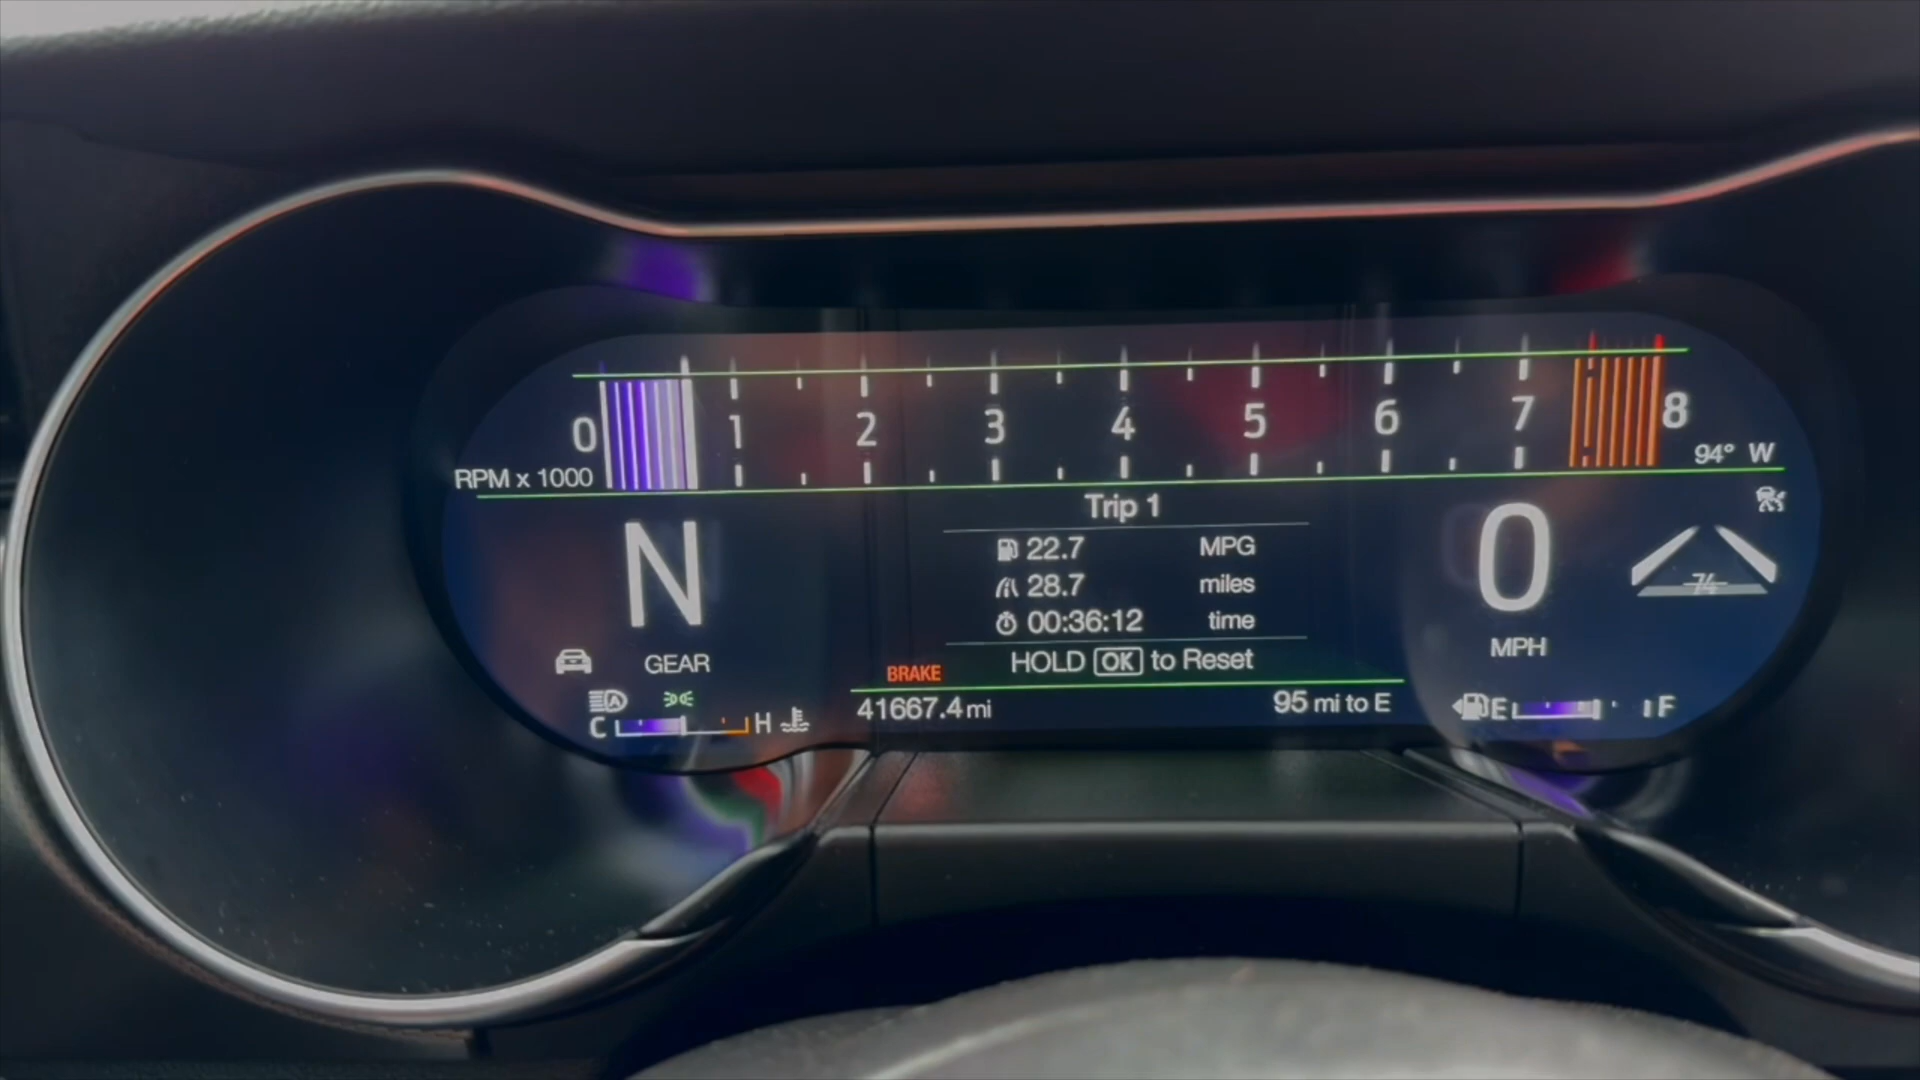 0 1 2 3 4 5 6 7 8
RPM x 1000
94° W
Trip 1
22.7 MPG
28.7 miles
00:36:12 time
HOLD OK to Reset
N
GEAR
0
MPH
74
BRAKE
A
C H
41667.4 mi
95 mi to E
E F